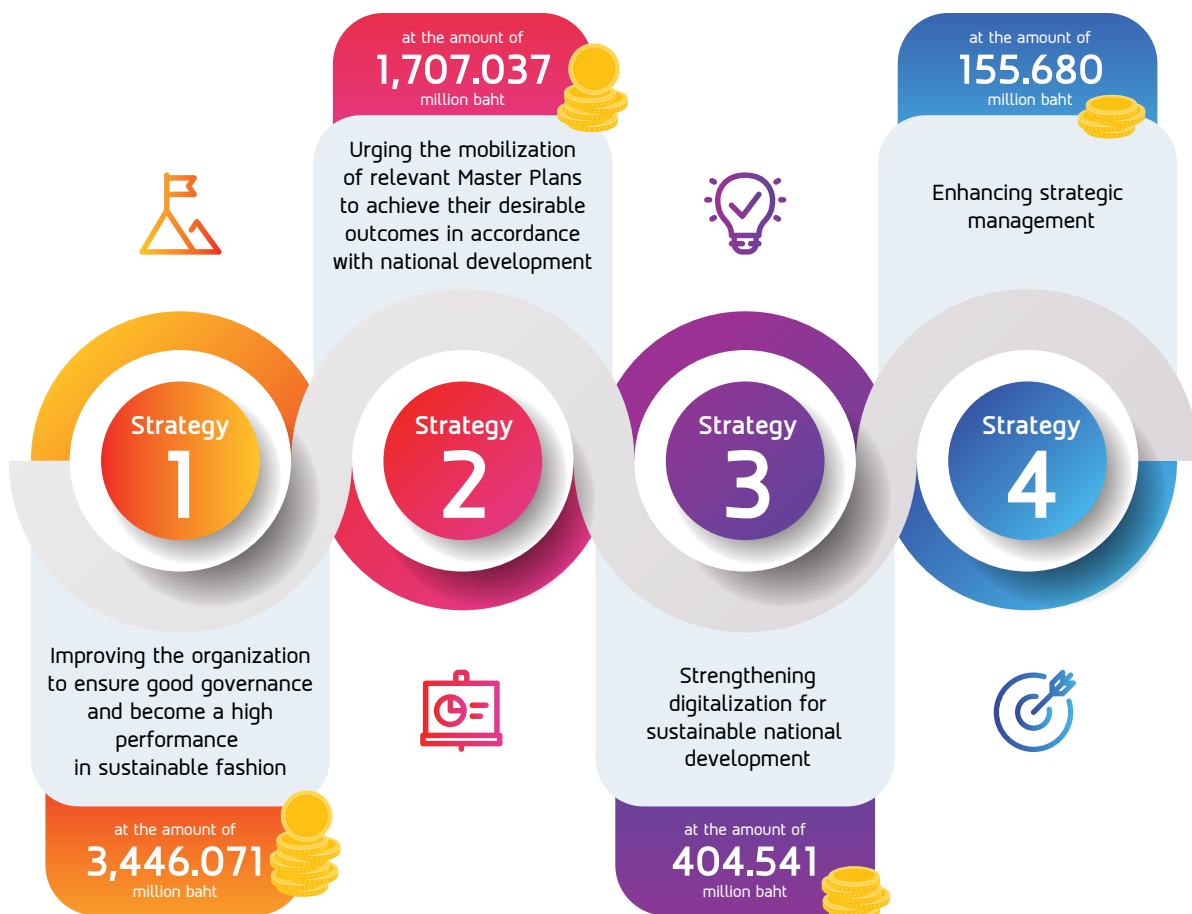 Strategy
1
Improving the organization
to ensure good governance
and become a high
performance
in sustainable fashion
at the amount of
3,446.071
million baht
at the amount of
1,707.037
million baht
Urging the mobilization
of relevant Master Plans
to achieve their desirable
outcomes in accordance
with national development
Strategy
2
Strategy
3
Strengthening
digitalization for
sustainable national
development
at the amount of
404.541
million baht
at the amount of
155.680
million baht
Enhancing strategic
management
Strategy
4